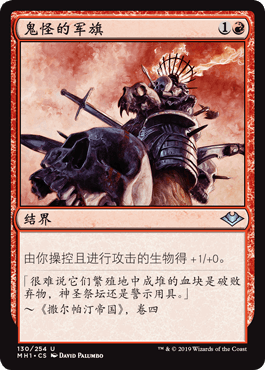 鬼怪的军旗 1
结界
由你操控且进行攻击的生物得 +1/+0。
「很难说它们繁殖地中成堆的血块是破败
弃物，神圣祭坛还是警示用具。」
～《撒尔帕汀帝国》，卷四
130/254 U
MH1 • CS DAVID PALUMBO
™ & © 2019 Wizards of the Coast